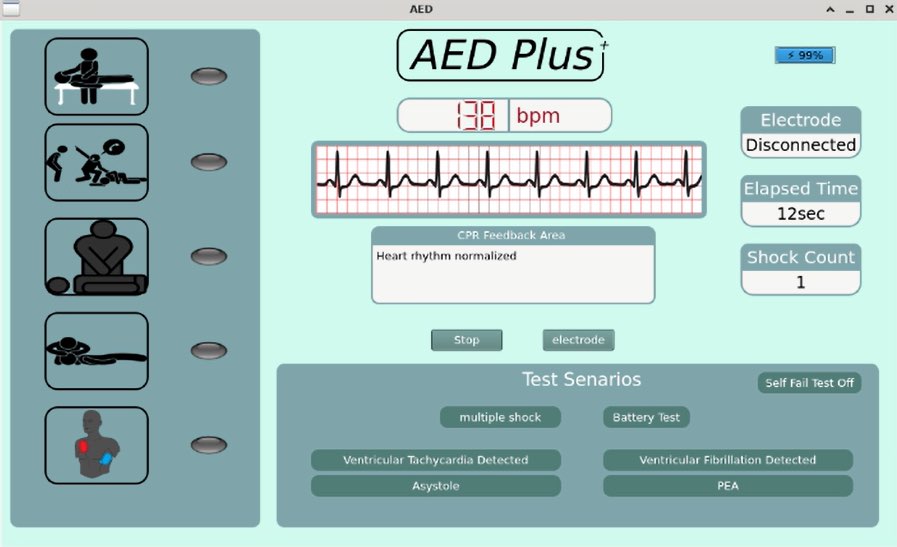 AED
AED Plus+
⚡ 99%
138 bpm
Electrode
Disconnected
Elapsed Time
12sec
CPR Feedback Area
Heart rhythm normalized
Shock Count
1
Stop
electrode
Test Senarios
Self Fail Test Off
multiple shock
Battery Test
Ventricular Tachycardia Detected
Ventricular Fibrillation Detected
Asystole
PEA